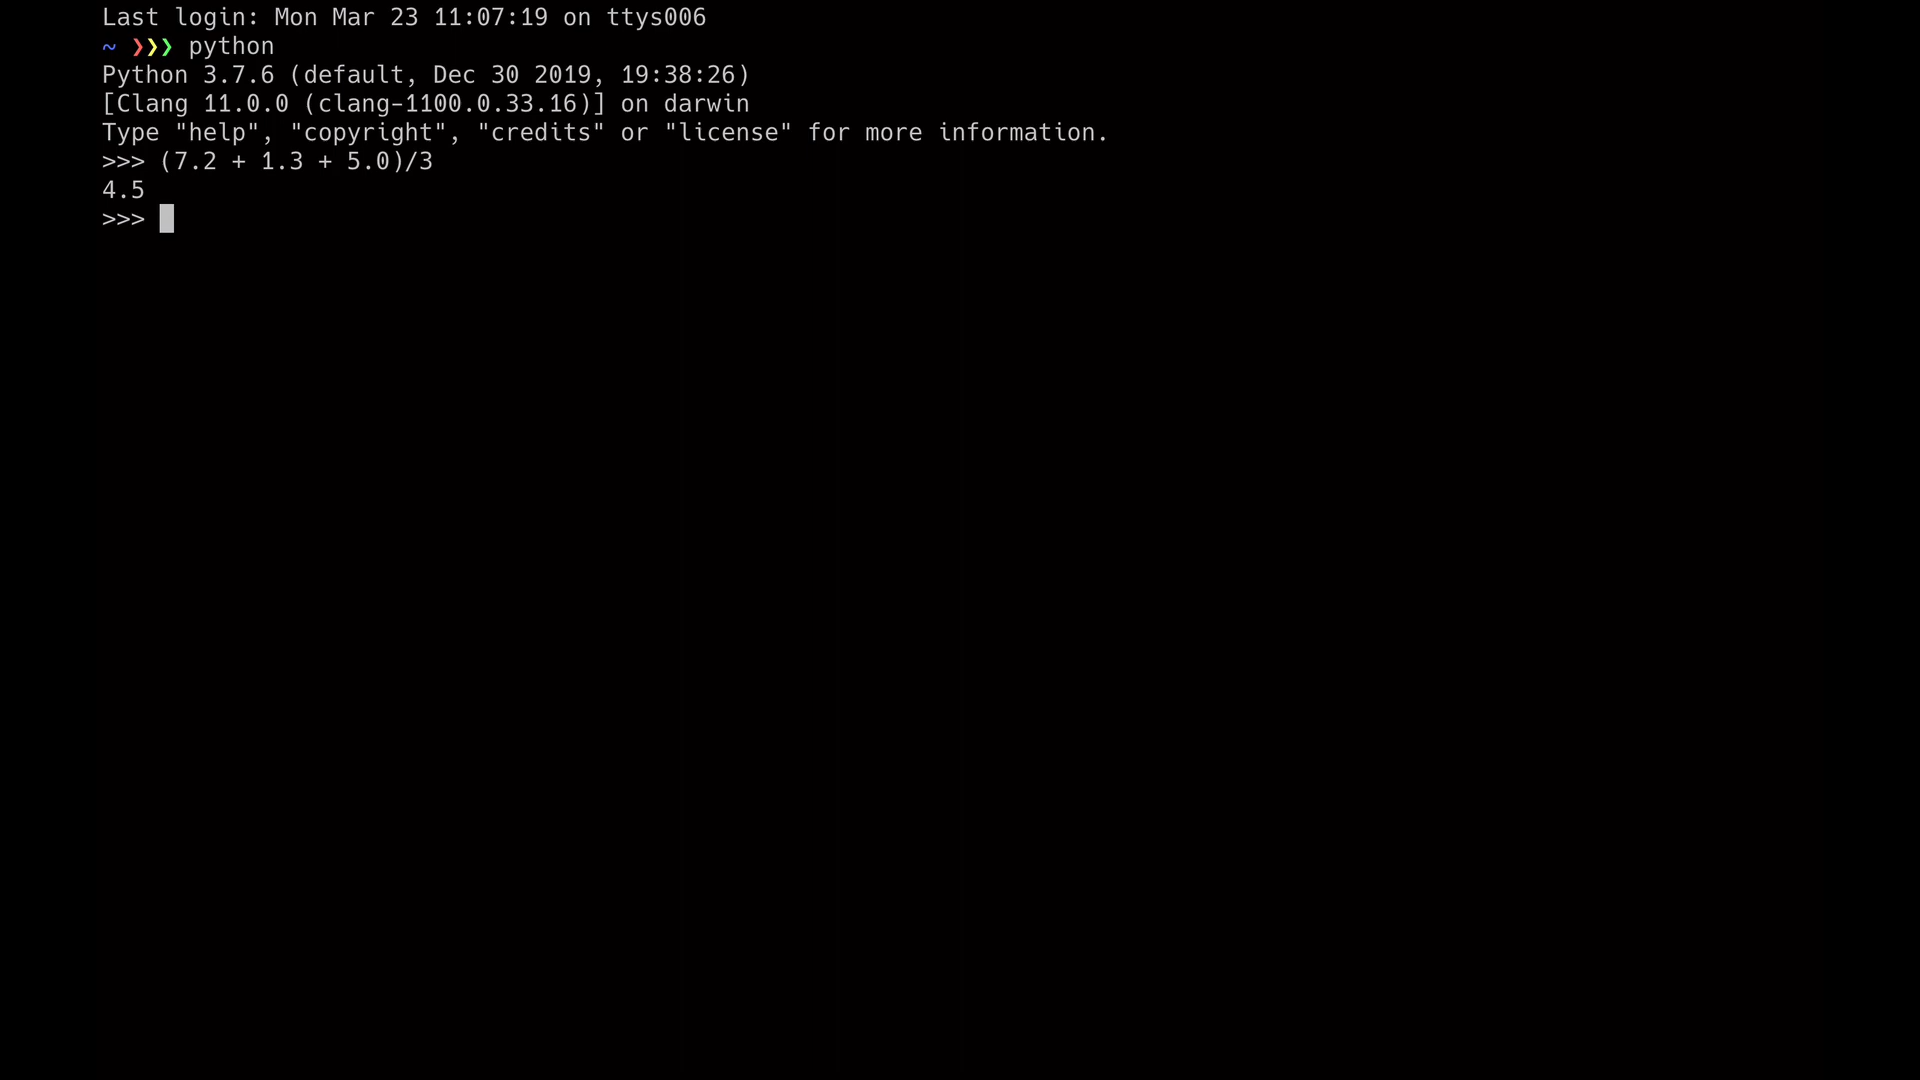 Last login: Mon Mar 23 11:07:19 on ttys006
~ ❯❯❯ python
Python 3.7.6 (default, Dec 30 2019, 19:38:26)
[Clang 11.0.0 (clang-1100.0.33.16)] on darwin
Type "help", "copyright", "credits" or "license" for more information.
>>> (7.2 + 1.3 + 5.0)/3
4.5
>>>